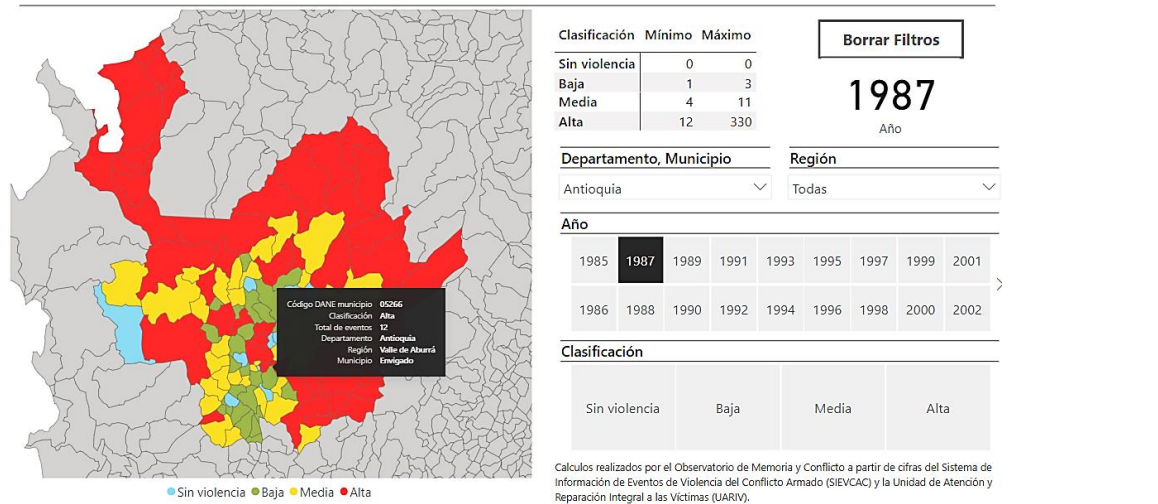 Clasificación Mínimo Máximo
Sin violencia 0 0
Baja 1 3
Media 4 11
Alta 12 330
Borrar Filtros
1987
Año
Departamento, Municipio
Antioquia
Región
Todas
Año
1985 1987 1989 1991 1993 1995 1997 1999 2001
1986 1988 1990 1992 1994 1996 1998 2000 2002
Clasificación
Sin violencia Baja Media Alta
Código DANE municipio 05266
Clasificación Alta
Total de eventos 12
Departamento Antioquia
Región Valle de Aburrá
Municipio Envigado
Sin violencia Baja Media Alta
Calculos realizados por el Observatorio de Memoria y Conflicto a partir de cifras del Sistema de
Información de Eventos de Violencia del Conflicto Armado (SIEVCAC) y la Unidad de Atención y
Reparación Integral a las Víctimas (UARIV).